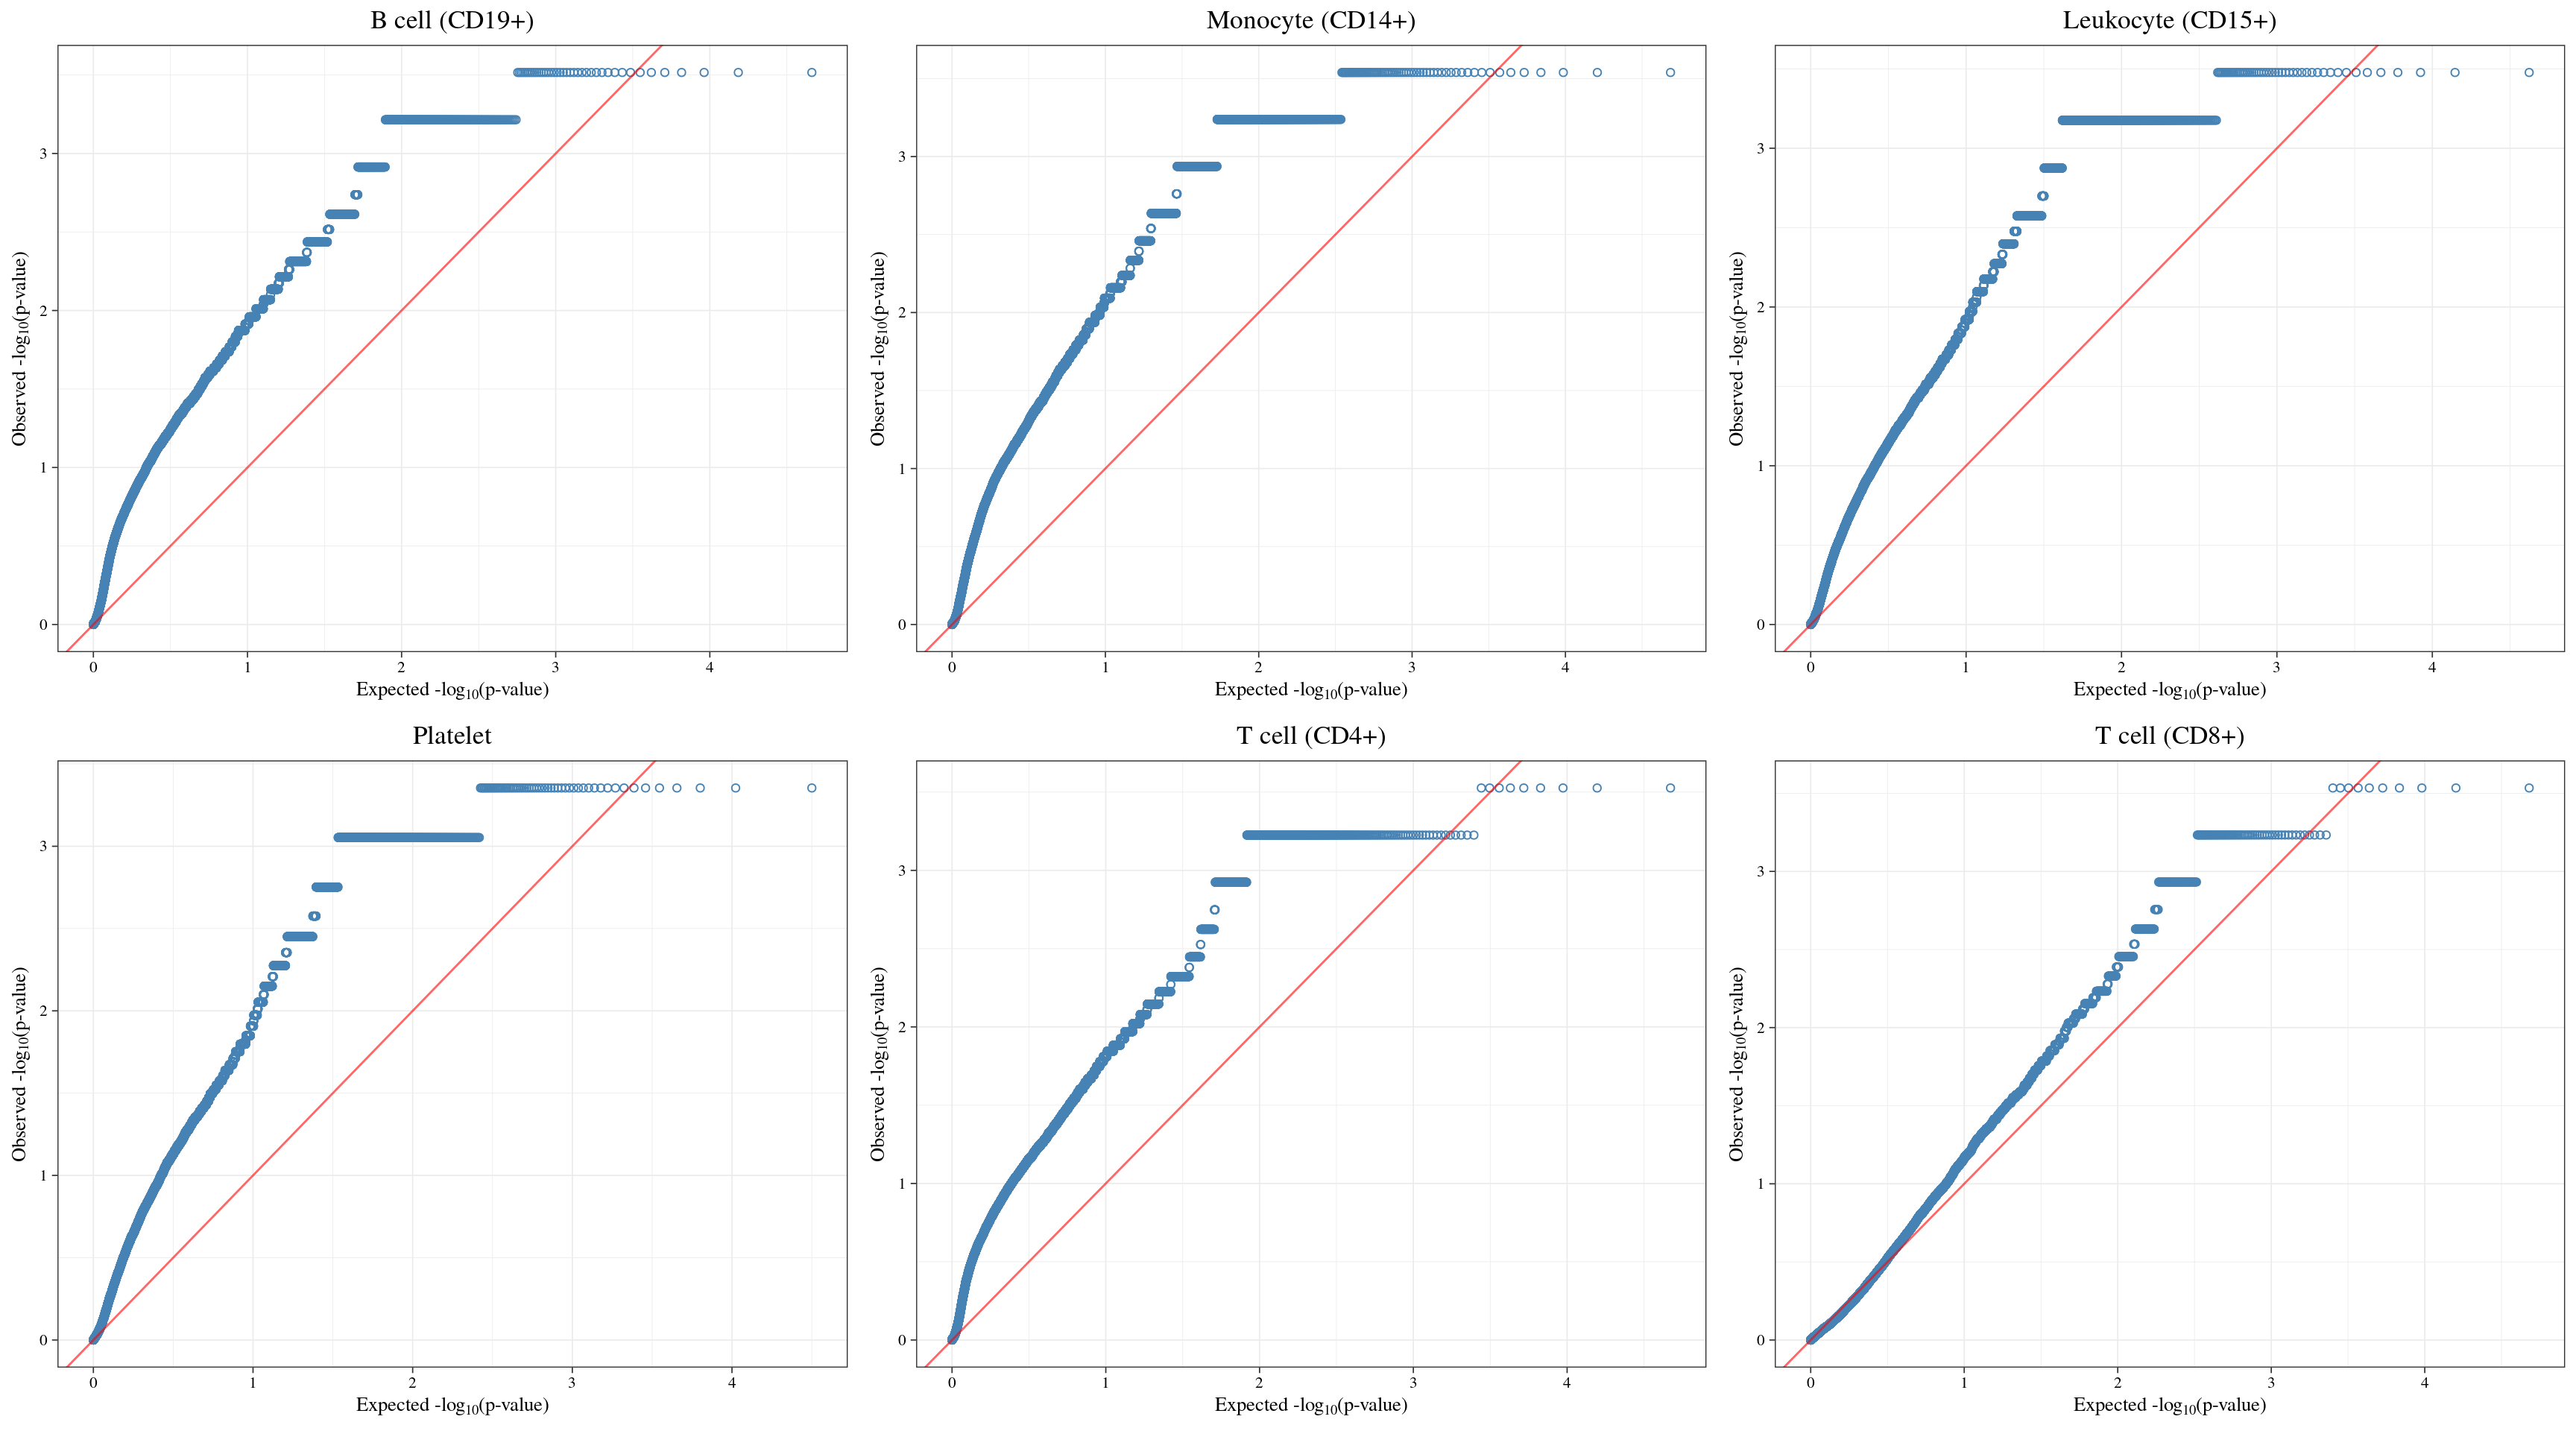 B cell (CD19+)
Observed -log10(p-value)
3
2
1
0
0 1 2 3 4
Expected -log10(p-value)
Monocyte (CD14+)
Observed -log10(p-value)
3
2
1
0
0 1 2 3 4
Expected -log10(p-value)
Leukocyte (CD15+)
Observed -log10(p-value)
3
2
1
0
0 1 2 3 4
Expected -log10(p-value)
Platelet
Observed -log10(p-value)
3
2
1
0
0 1 2 3 4
Expected -log10(p-value)
T cell (CD4+)
Observed -log10(p-value)
3
2
1
0
0 1 2 3 4
Expected -log10(p-value)
T cell (CD8+)
Observed -log10(p-value)
3
2
1
0
0 1 2 3 4
Expected -log10(p-value)